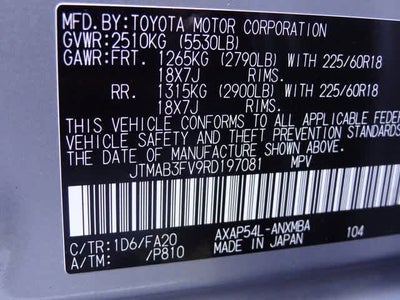 MFD. BY: TOYOTA MOTOR CORPORATION
GVWR: 2510KG (5530LB)
GAWR: FRT. 1265KG (2790LB) WITH 225/60R18
18X7J RIMS.
RR. 1315KG (2900LB) WITH 225/60R18
18X7J RIMS.
THIS VEHICLE CONFORMS TO ALL APPLICABLE FEDER
VEHICLE SAFETY AND THEFT PREVENTION STAN
DATE OF MANUFACTURE SHOWN ABOVE.
JTMAB3FV9RD197081 MPV
C/TR: 1D6/FA20 AXAP54L-ANXMBA
A/TM: /P810 MADE IN JAPAN 104